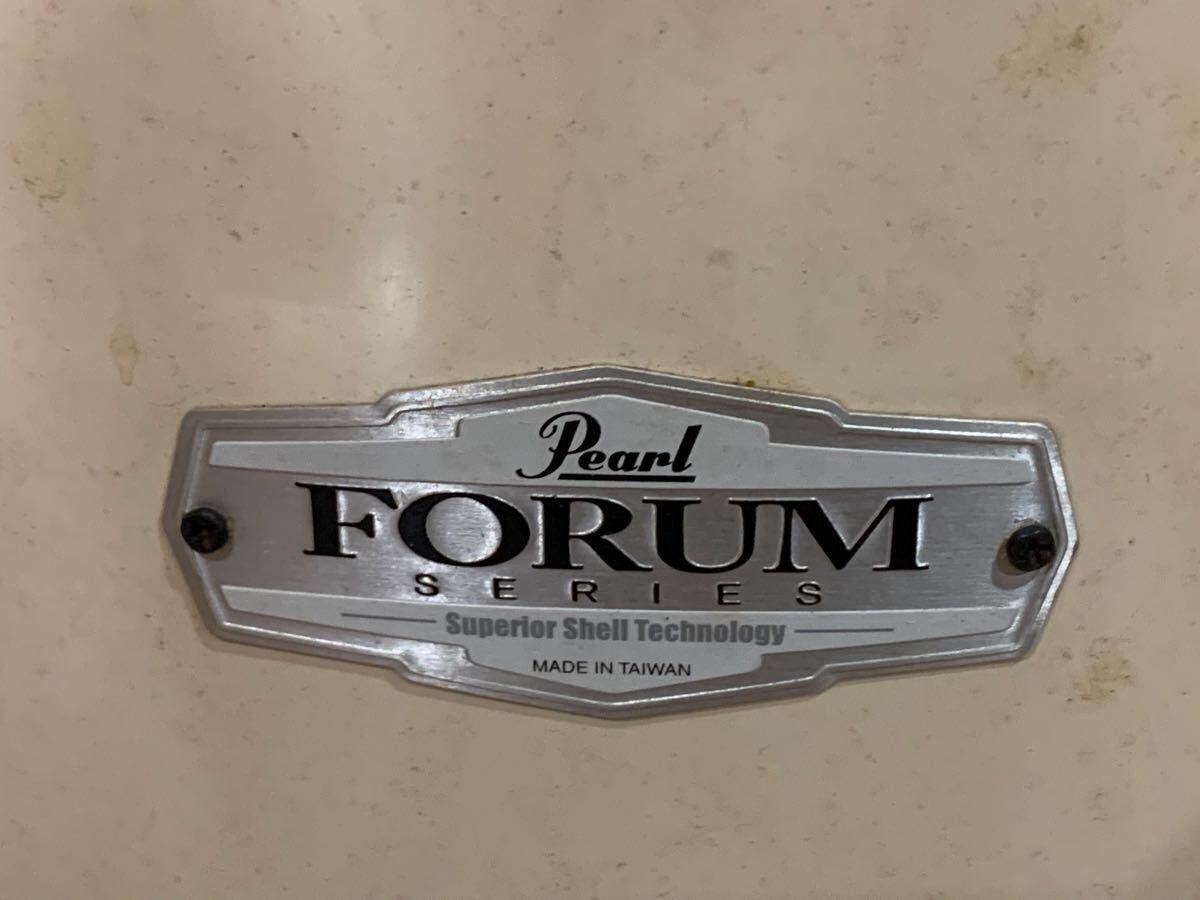 Pearl
FORUM
SERIES
Superior Shell Technology
MADE IN TAIWAN